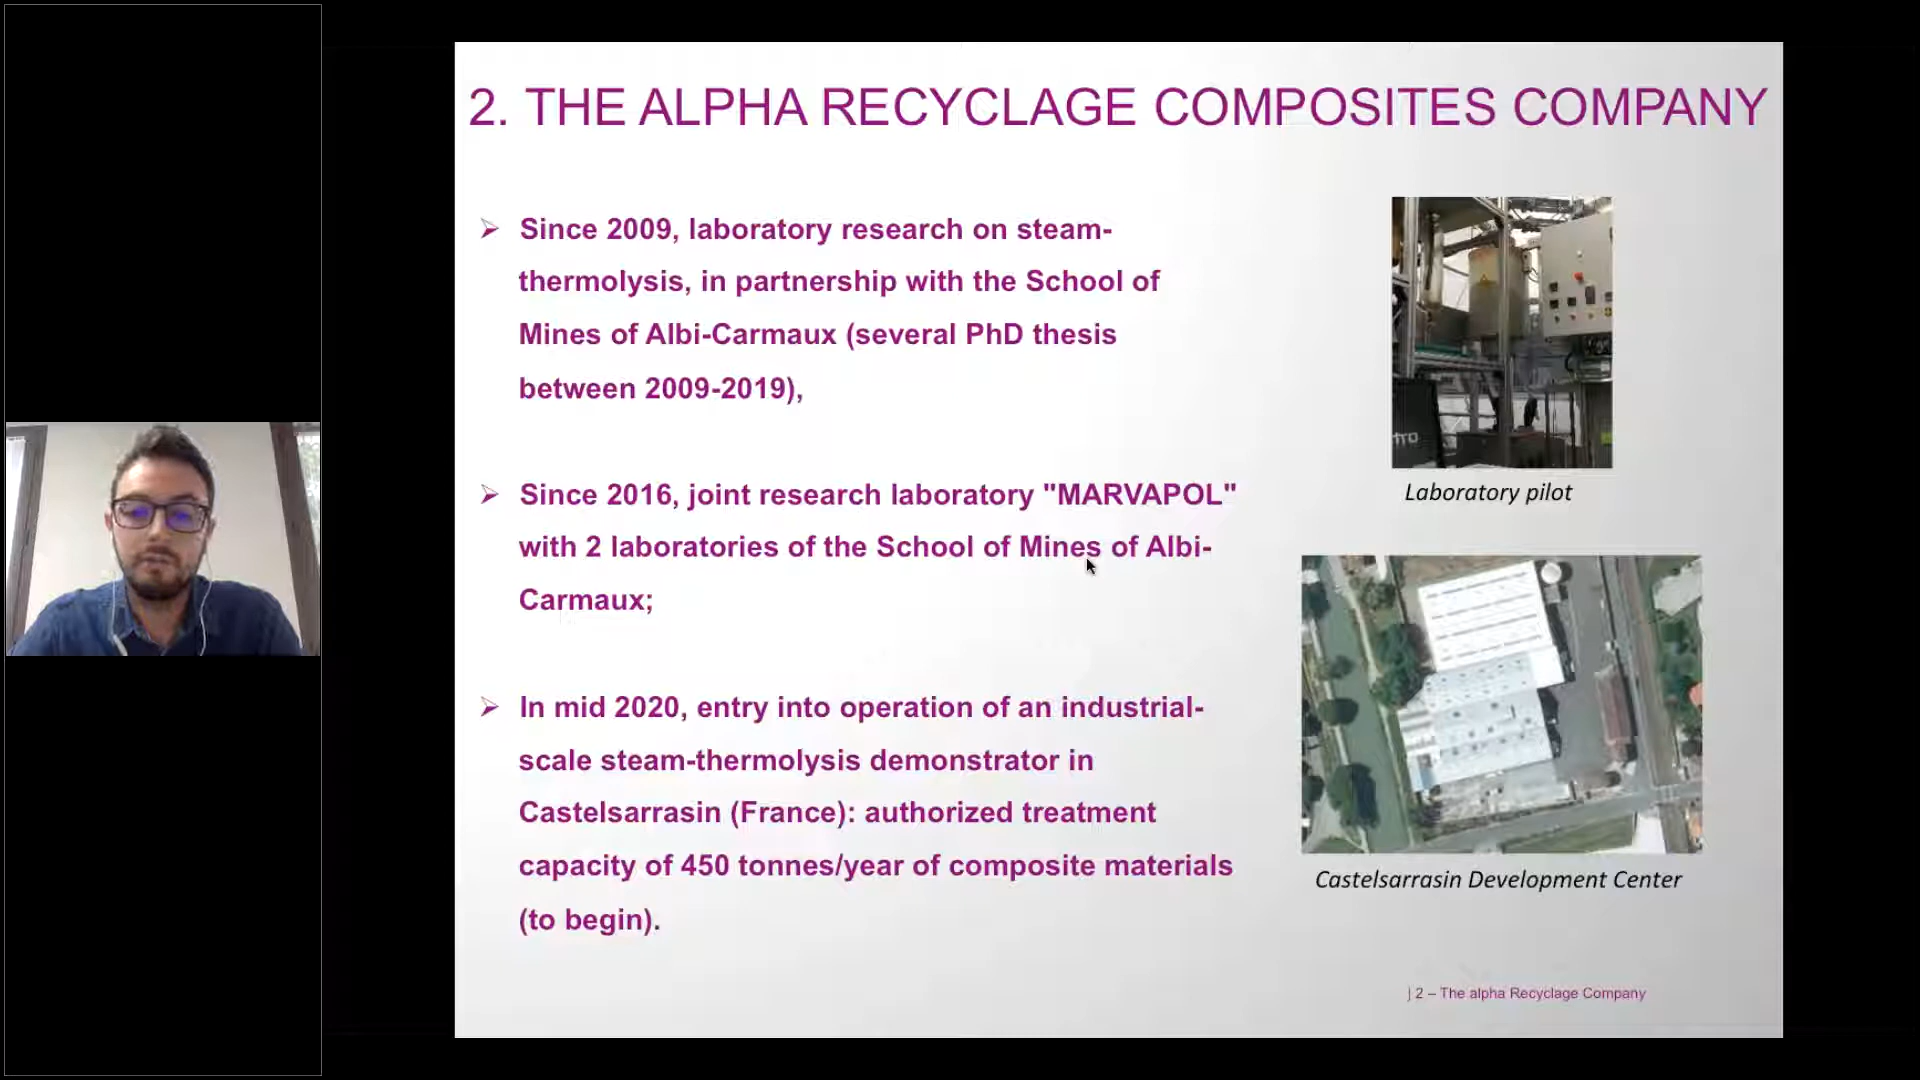 2. THE ALPHA RECYCLAGE COMPOSITES COMPANY
➢ Since 2009, laboratory research on steam-
thermolysis, in partnership with the School of
Mines of Albi-Carmaux (several PhD thesis
between 2009-2019),
➢ Since 2016, joint research laboratory "MARVAPOL"
with 2 laboratories of the School of Mines of Albi-
Carmaux;
➢ In mid 2020, entry into operation of an industrial-
scale steam-thermolysis demonstrator in
Castelsarrasin (France): authorized treatment
capacity of 450 tonnes/year of composite materials
(to begin).
Laboratory pilot
Castelsarrasin Development Center
| 2 – The alpha Recyclage Company